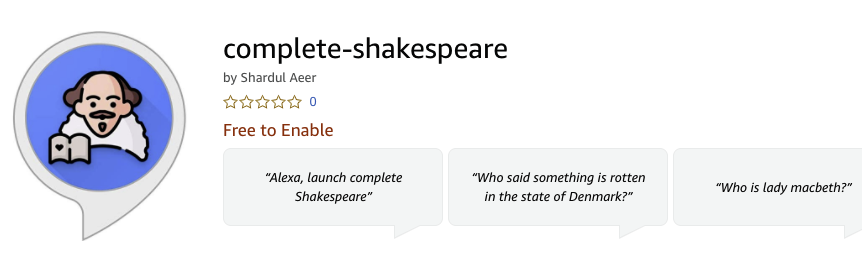 complete-shakespeare
by Shardul Aeer
0
Free to Enable
“Alexa, launch complete
Shakespeare”
“Who said something is rotten
in the state of Denmark?”
“Who is lady macbeth?”